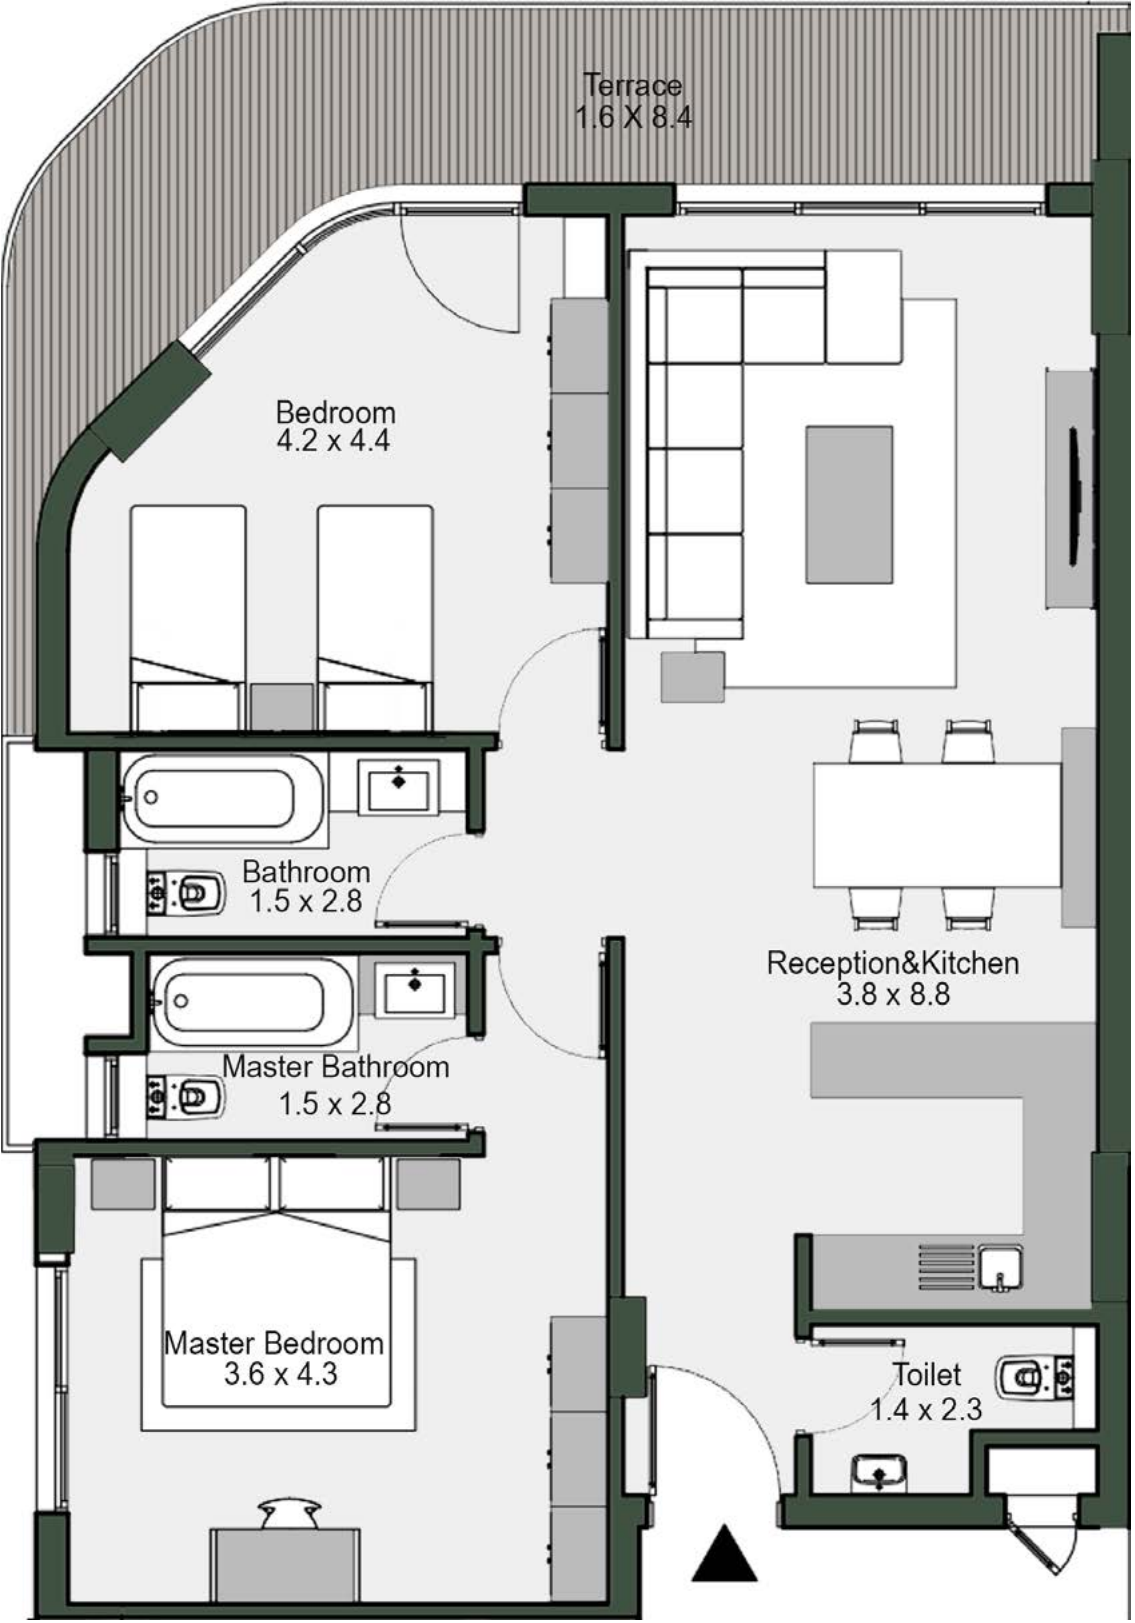 Terrace
1.6 X 8.4
Bedroom
4.2 x 4.4
Bathroom
1.5 x 2.8
Reception&Kitchen
3.8 x 8.8
Master Bathroom
1.5 x 2.8
Master Bedroom
3.6 x 4.3
Toilet
1.4 x 2.3